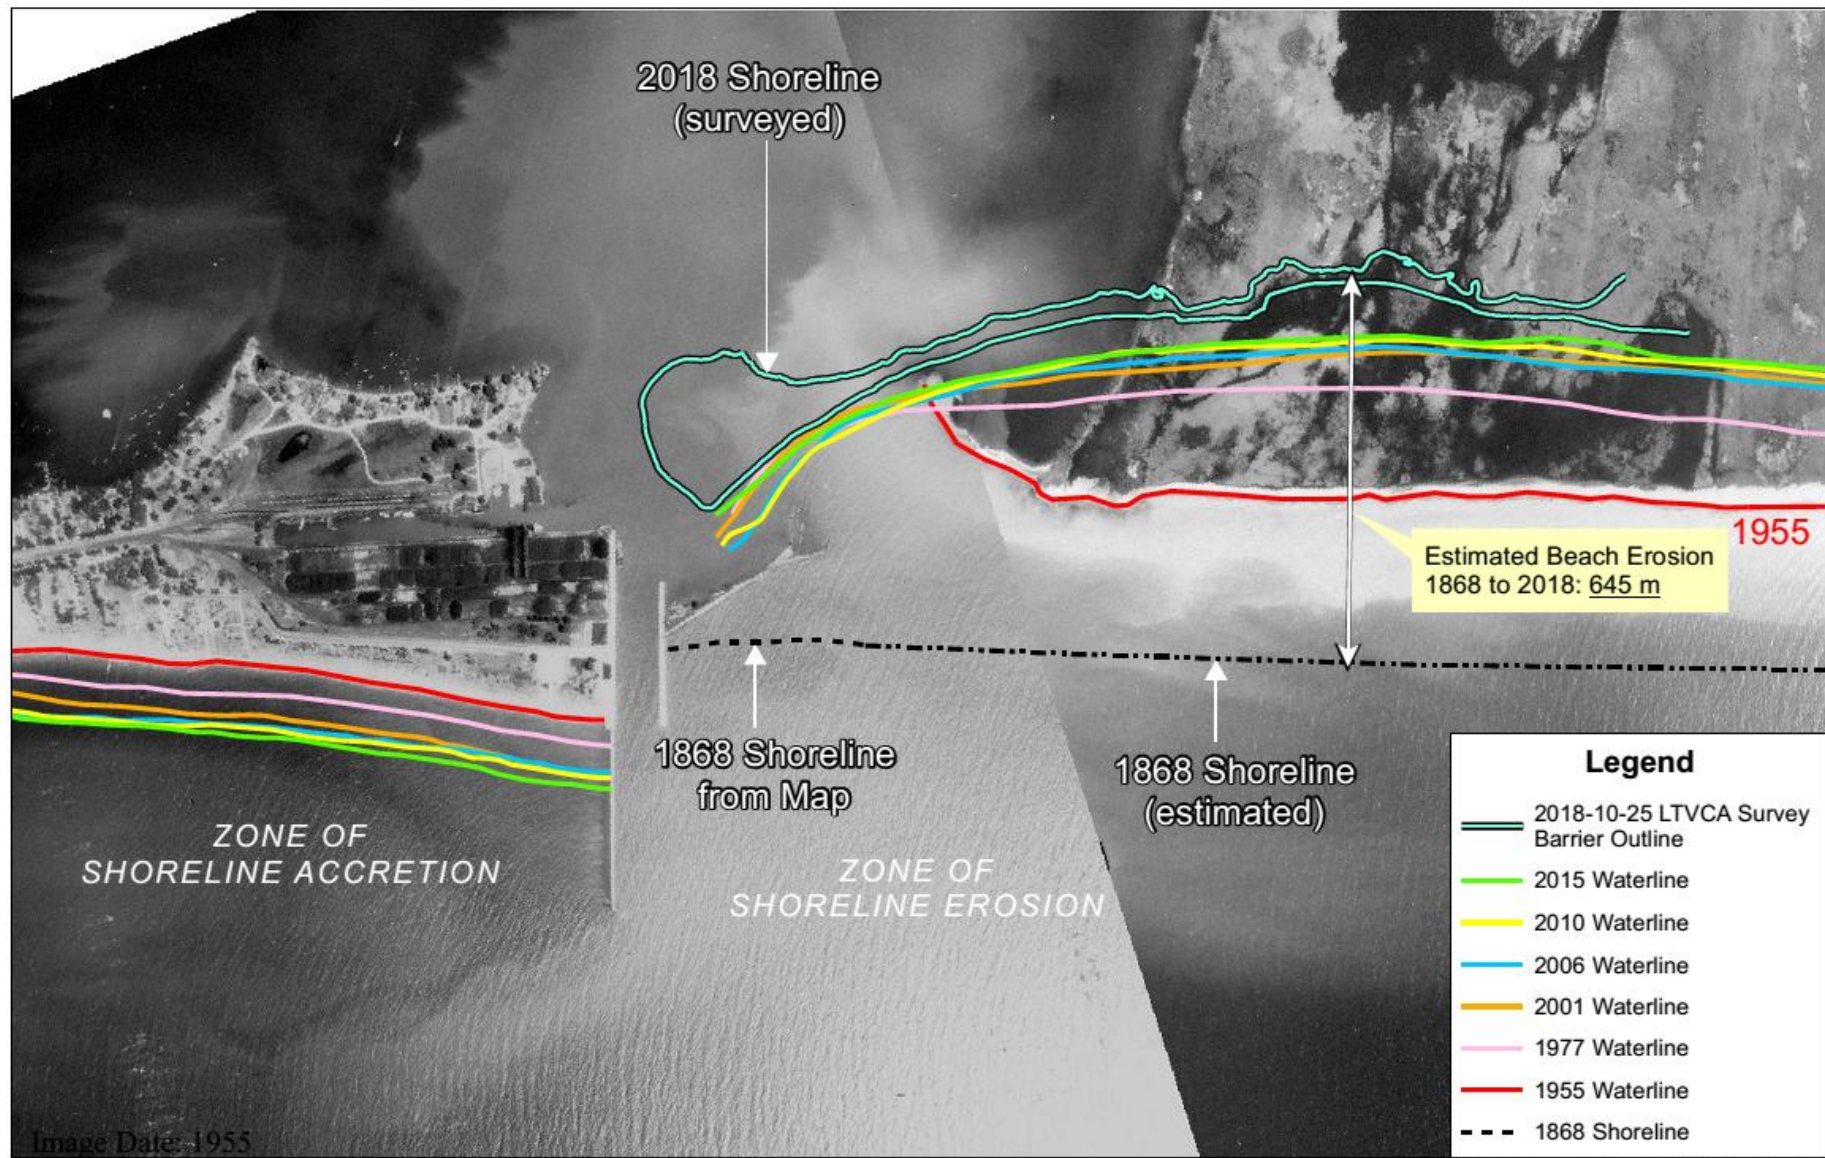 2018 Shoreline
(surveyed)
1955
Estimated Beach Erosion
1868 to 2018: 645 m
1868 Shoreline
from Map
1868 Shoreline
(estimated)
ZONE OF
SHORELINE ACCRETION
ZONE OF
SHORELINE EROSION
Legend
2018-10-25 LTVCA Survey
Barrier Outline
2015 Waterline
2010 Waterline
2006 Waterline
2001 Waterline
1977 Waterline
1955 Waterline
1868 Shoreline
Image Date: 1955